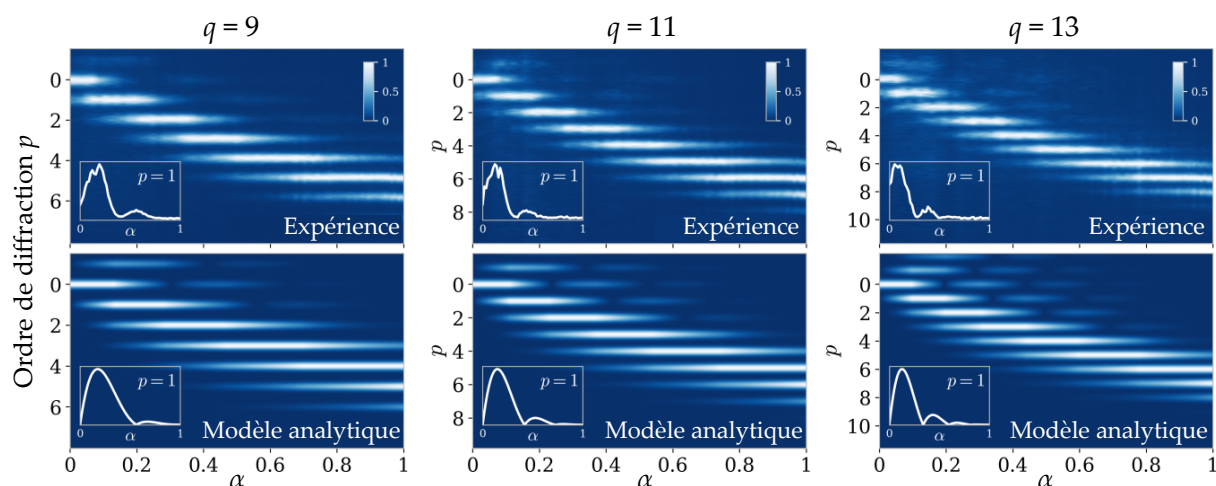 q = 9
q = 11
q = 13
Ordre de diffraction p
0
2
4
6
1
0.5
0
p = 1
0
α
1
Expérience
p
0
2
4
6
8
1
0.5
0
p = 1
0
α
1
Expérience
p
0
2
4
6
8
10
1
0.5
0
p = 1
0
α
1
Expérience
0
2
4
6
p = 1
0
α
1
Modèle analytique
0
0.2
0.4
0.6
0.8
1
α
p
0
2
4
6
8
p = 1
0
α
1
Modèle analytique
0
0.2
0.4
0.6
0.8
1
α
p
0
2
4
6
8
10
p = 1
0
α
1
Modèle analytique
0
0.2
0.4
0.6
0.8
1
α